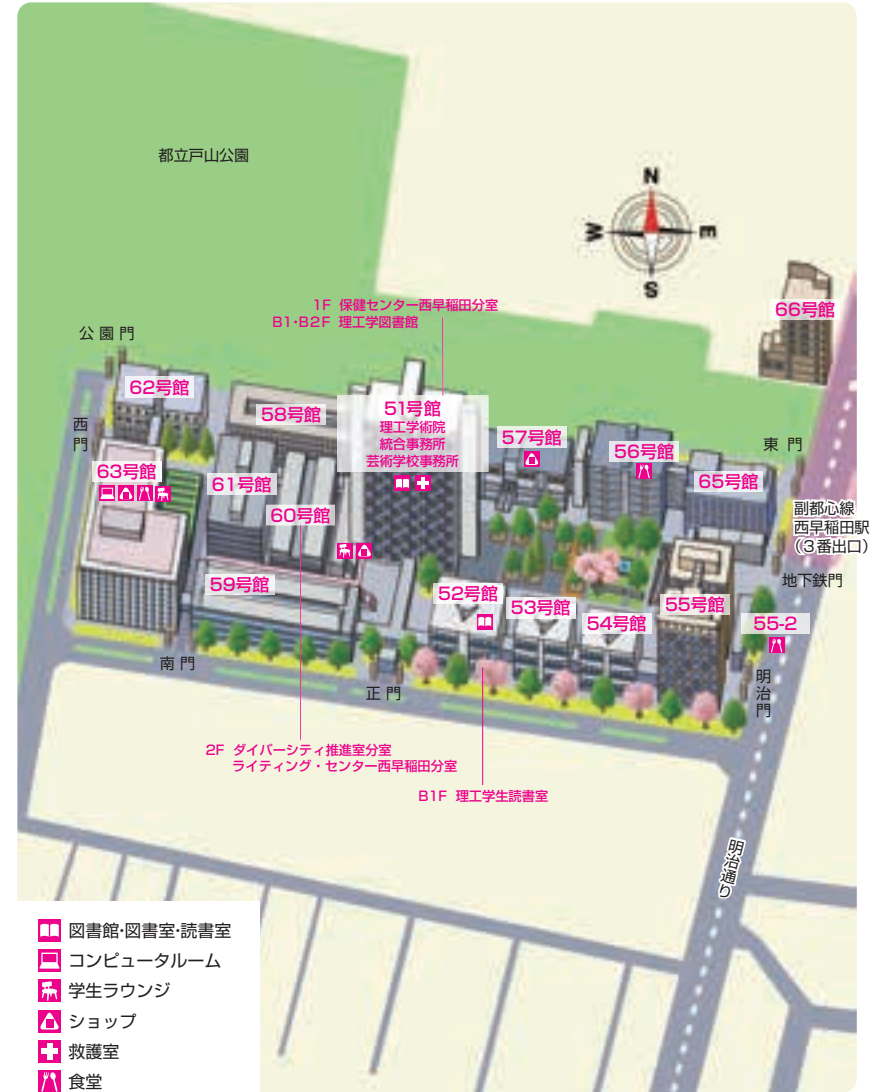 都立戸山公園
N
W
E
S
1F 保健センター西早稲田分室
B1・B2F 理工学図書館
66号館
公園門
62号館
58号館
51号館
理工学術院
統合事務所
芸術学校事務所
57号館
56号館
東門
西門
63号館
61号館
65号館
60号館
副都心線
西早稲田駅
(3番出口)
地下鉄門
59号館
52号館
53号館
54号館
55号館
55-2
南門
正門
明治門
2F ダイバーシティ推進室分室
ライティング・センター西早稲田分室
B1F 理工学生読書室
明治通り
図書館・図書室・読書室
コンピュータルーム
学生ラウンジ
ショップ
救護室
食堂